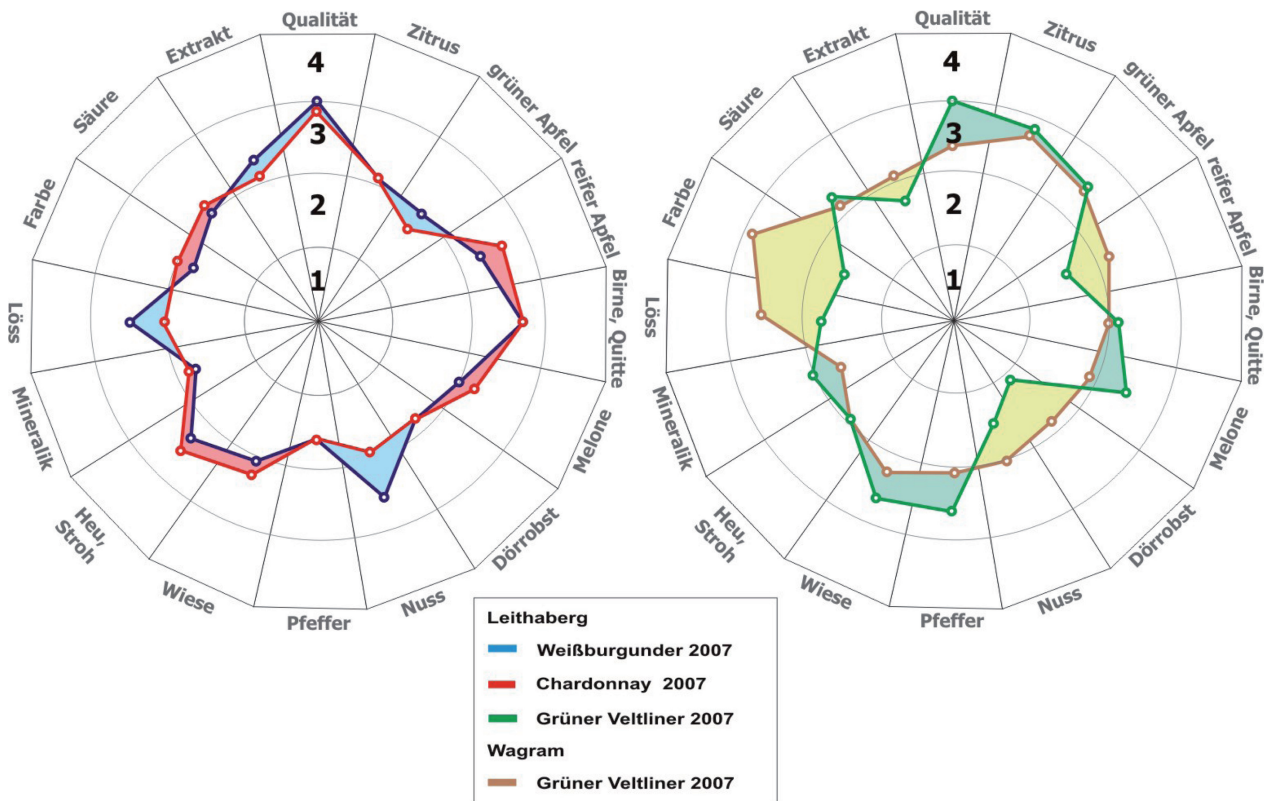 Qualität
Zitrus
grüner Apfel
reifer Apfel
Birne, Quitte
Melone
Dörrobst
Nuss
Pfeffer
Wiese
Heu,
Stroh
Mineralik
Löss
Farbe
Säure
Extrakt
4
3
2
1
Qualität
Zitrus
grüner Apfel
reifer Apfel
Birne, Quitte
Melone
Dörrobst
Nuss
Pfeffer
Wiese
Heu,
Stroh
Mineralik
Löss
Farbe
Säure
Extrakt
4
3
2
1
Leithaberg
Weißburgunder 2007
Chardonnay 2007
Grüner Veltliner 2007
Wagram
Grüner Veltliner 2007